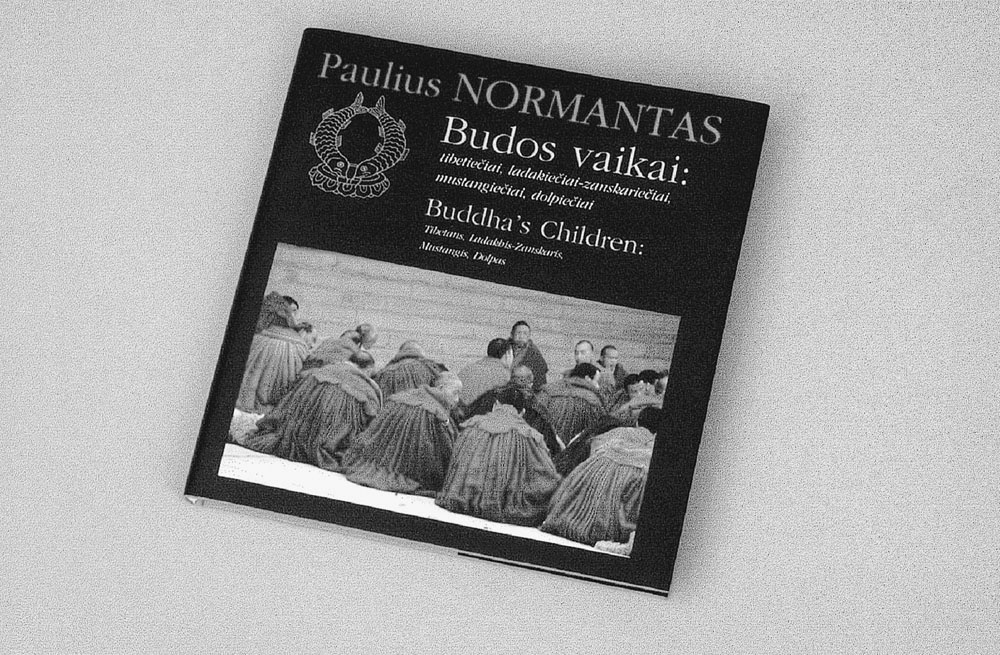 Paulius NORMANTAS
Budos vaikai:
tibetiečiai, ladakiečiai-zanskariečiai,
mustangiečiai, dolpiečiai
Buddha's Children:
Tibetans, Ladakhis-Zanskaris,
Mustangis, Dolpas